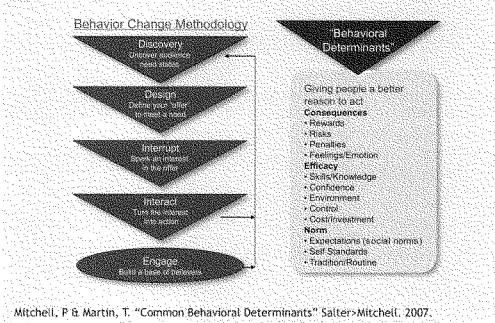 Behavior Change Methodology
Discovery
Uncover audience
need states
Design
Define your 'offer'
to meet a need
Interrupt
Spark an interest
in the offer
Interact
Turn the interest
into action
Engage
Build a base of believers
"Behavioral
Determinants"
Giving people a better
reason to act
Consequences
• Rewards
• Risks
• Penalties
• Feelings/Emotion
Efficacy
• Skills/Knowledge
• Confidence
• Environment
• Control
• Cost/Investment
Norm
• Expectations (social norms)
• Self Standards
• Tradition/Routine
Mitchell, P & Martin, T. "Common Behavioral Determinants" Salter>Mitchell. 2007.